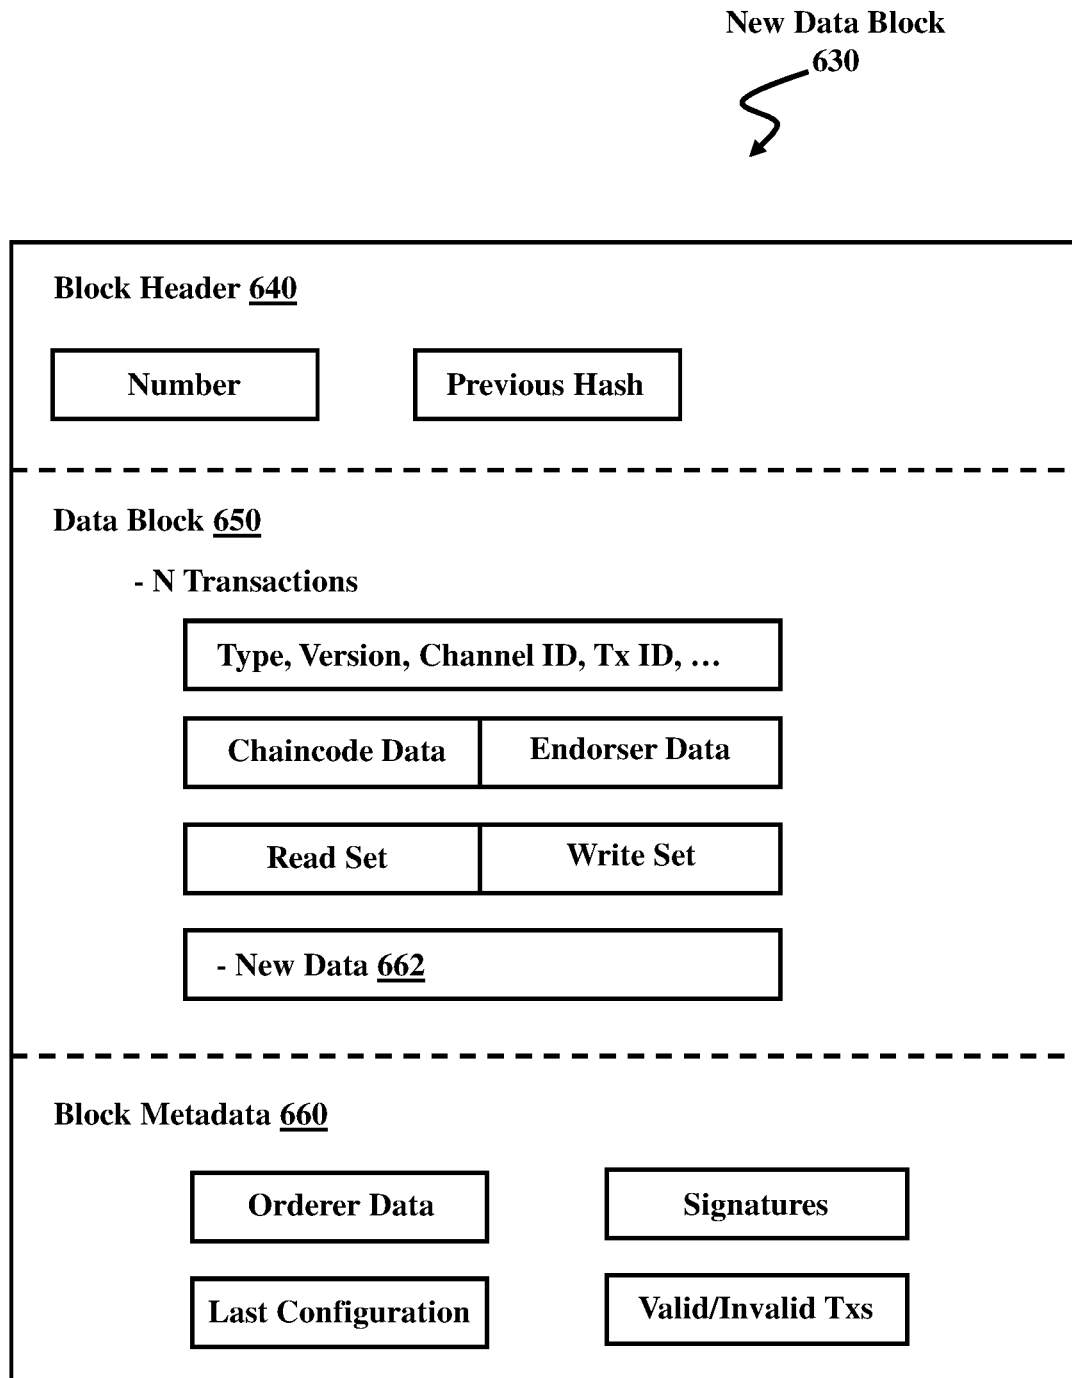 New Data Block
630
Block Header 640
Number
Previous Hash
Data Block 650
- N Transactions
Type, Version, Channel ID, Tx ID, …
Chaincode Data
Endorser Data
Read Set
Write Set
- New Data 662
Block Metadata 660
Orderer Data
Signatures
Last Configuration
Valid/Invalid Txs